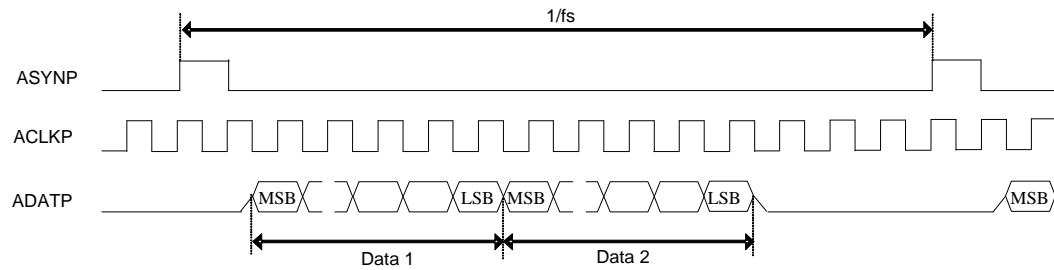 1/fs
ASYNP
ACLKP
ADATP
MSB LSB MSB LSB MSB
Data 1 Data 2